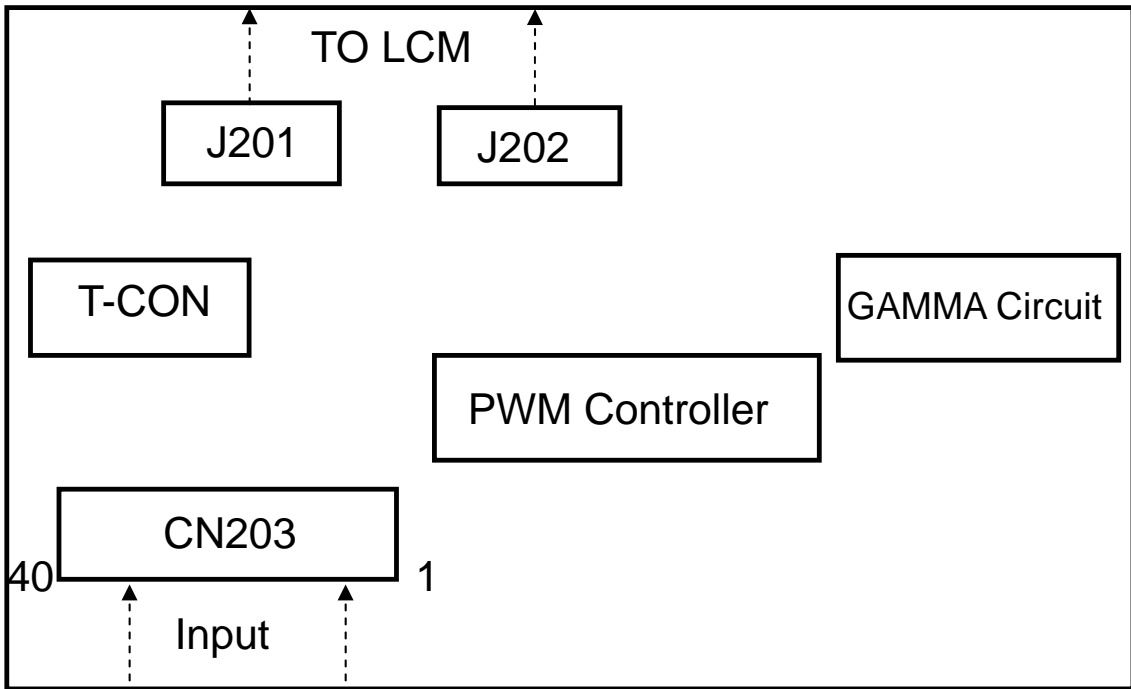 TO LCM
J201
J202
T-CON
GAMMA Circuit
PWM Controller
CN203
40
1
Input